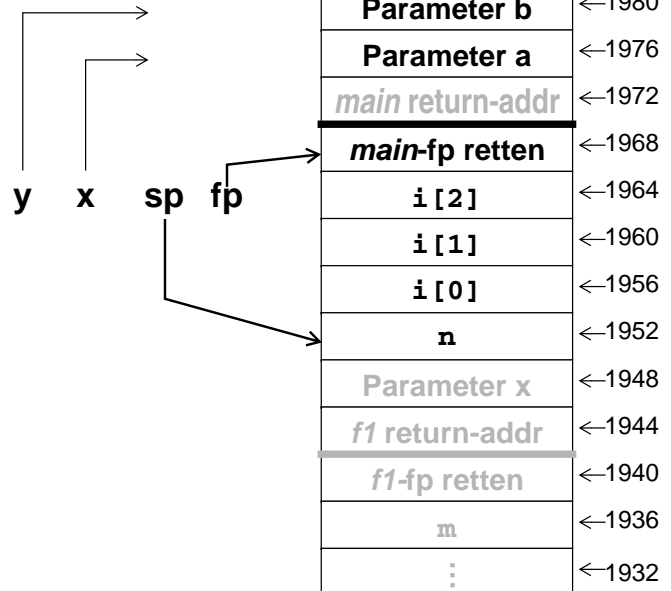 Parameter b ←1980
Parameter a ←1976
main return-addr ←1972
main-fp retten ←1968
y x sp fp i[2] ←1964
i[1] ←1960
i[0] ←1956
n ←1952
Parameter x ←1948
f1 return-addr ←1944
f1-fp retten ←1940
m ←1936
⋮ ←1932